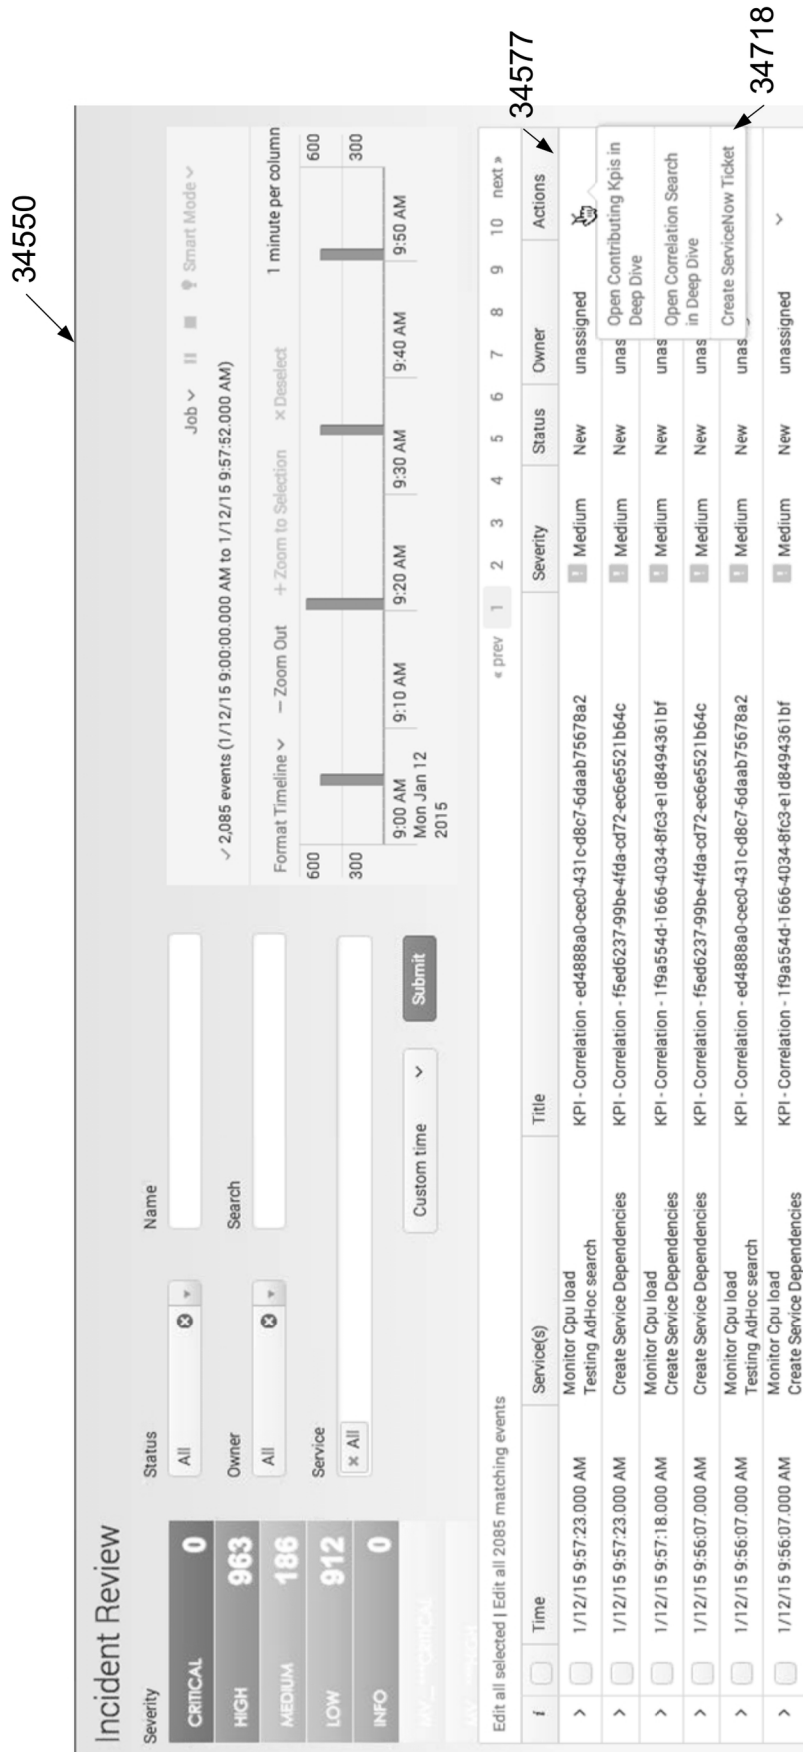 34550
Incident Review
Severity
CRITICAL 0
HIGH 963
MEDIUM 186
LOW 912
INFO 0
Status
All
Owner
All
Service
× All
Name
Search
Custom time
Submit
Job
Smart Mode
✓ 2,085 events (1/12/15 9:00:00.000 AM to 1/12/15 9:57:52.000 AM)
Format Timeline — Zoom Out + Zoom to Selection × Deselect 1 minute per column
600 600
300 300
9:00 AM 9:10 AM 9:20 AM 9:30 AM 9:40 AM 9:50 AM
Mon Jan 12
2015
Edit all selected | Edit all 2085 matching events
« prev 1 2 3 4 5 6 7 8 9 10 next »
34577
i Time Service(s) Title Severity Status Owner Actions
> 1/12/15 9:57:23.000 AM Monitor Cpu load KPI - Correlation - ed4888a0-cec0-431c-d8c7-6daab75678a2 ! Medium New unassigned
Testing AdHoc search
> 1/12/15 9:57:23.000 AM Create Service Dependencies KPI - Correlation - f5ed6237-99be-4fda-cd72-ec6e5521b64c ! Medium New unas
> 1/12/15 9:57:18.000 AM Monitor Cpu load KPI - Correlation - 1f9a554d-1666-4034-8fc3-e1d8494361bf ! Medium New unas
Create Service Dependencies
> 1/12/15 9:56:07.000 AM Create Service Dependencies KPI - Correlation - f5ed6237-99be-4fda-cd72-ec6e5521b64c ! Medium New unas
> 1/12/15 9:56:07.000 AM Monitor Cpu load KPI - Correlation - ed4888a0-cec0-431c-d8c7-6daab75678a2 ! Medium New unas
Testing AdHoc search
> 1/12/15 9:56:07.000 AM Monitor Cpu load KPI - Correlation - 1f9a554d-1666-4034-8fc3-e1d8494361bf ! Medium New unassigned
Create Service Dependencies
Open Contributing Kpis in
Deep Dive
Open Correlation Search
in Deep Dive
Create ServiceNow Ticket
34718